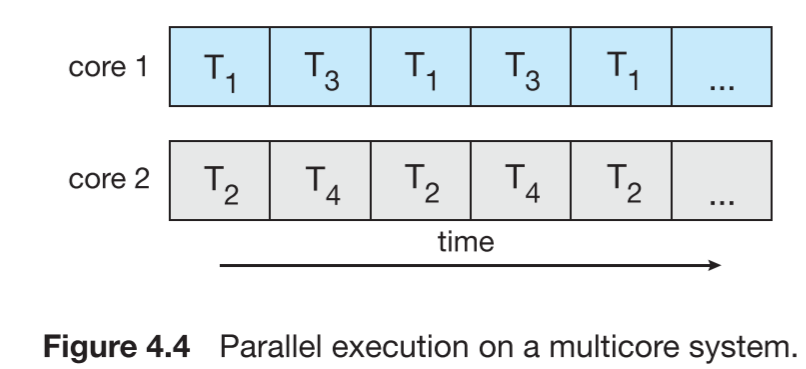 core 1 T1 T3 T1 T3 T1 ...
core 2 T2 T4 T2 T4 T2 ...
time
Figure 4.4 Parallel execution on a multicore system.